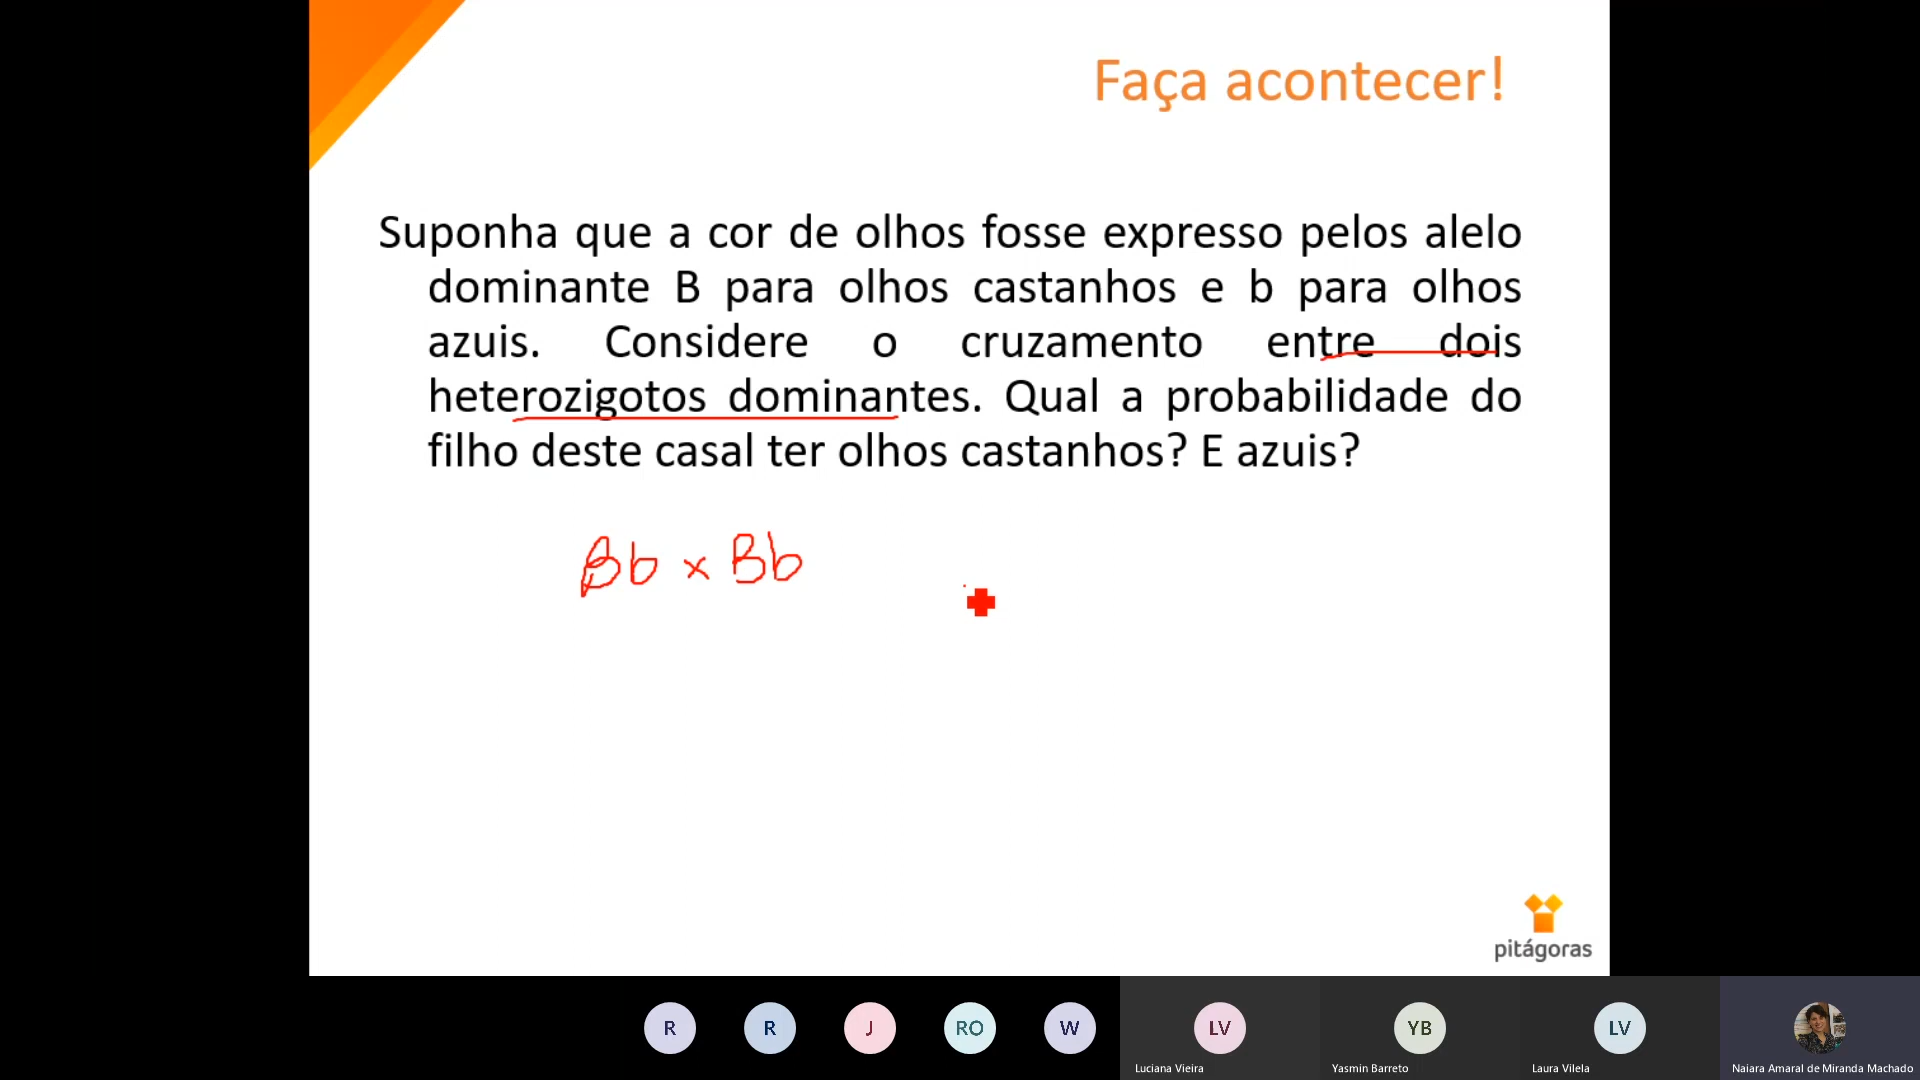 Faça acontecer!
Suponha que a cor de olhos fosse expresso pelos alelo
dominante B para olhos castanhos e b para olhos
azuis. Considere o cruzamento entre dois
heterozigotos dominantes. Qual a probabilidade do
filho deste casal ter olhos castanhos? E azuis?
Bb x Bb
pitágoras
R R J RO W LV YB LV
Luciana Vieira Yasmin Barreto Laura Vilela Naiara Amaral de Miranda Machado